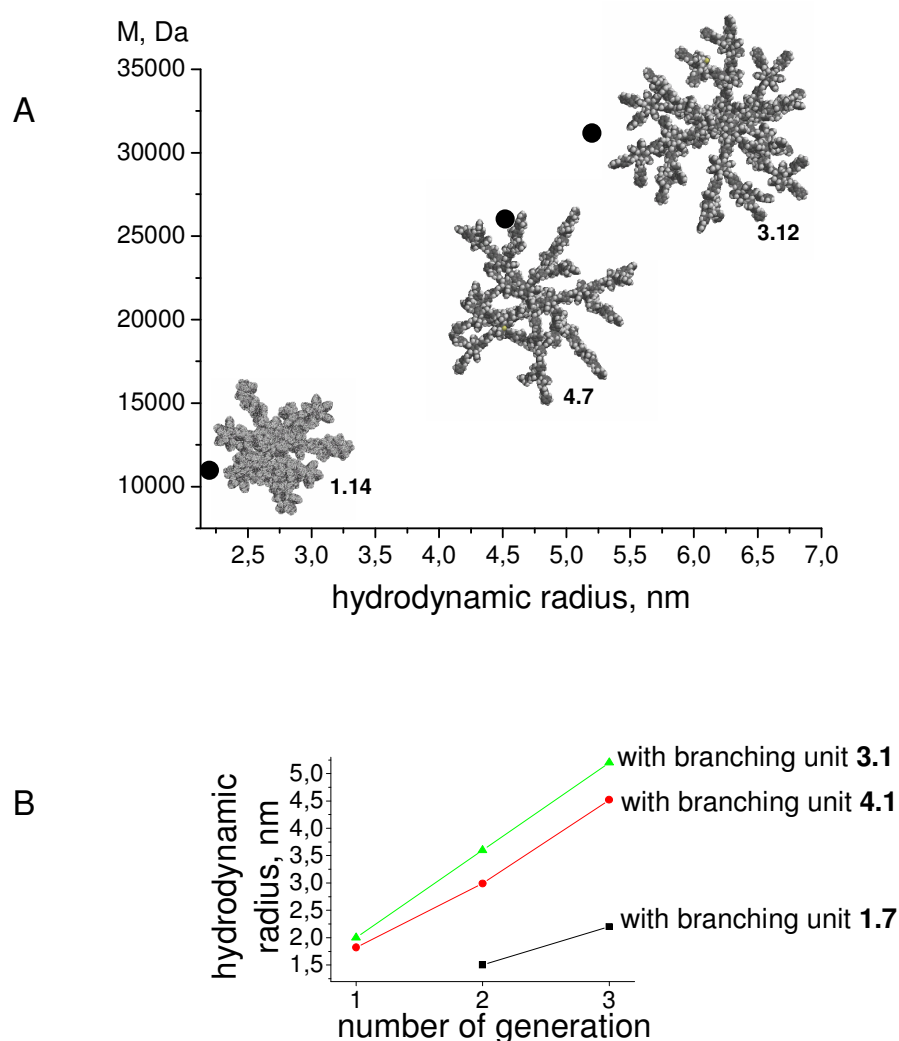 M, Da
A
35000
30000
25000
20000
15000
10000
3.12
4.7
1.14
2,5 3,0 3,5 4,0 4,5 5,0 5,5 6,0 6,5 7,0
hydrodynamic radius, nm
B
hydrodynamic
radius, nm
5,0
4,5
4,0
3,5
3,0
2,5
2,0
1,5
with branching unit 3.1
with branching unit 4.1
with branching unit 1.7
1 2 3
number of generation